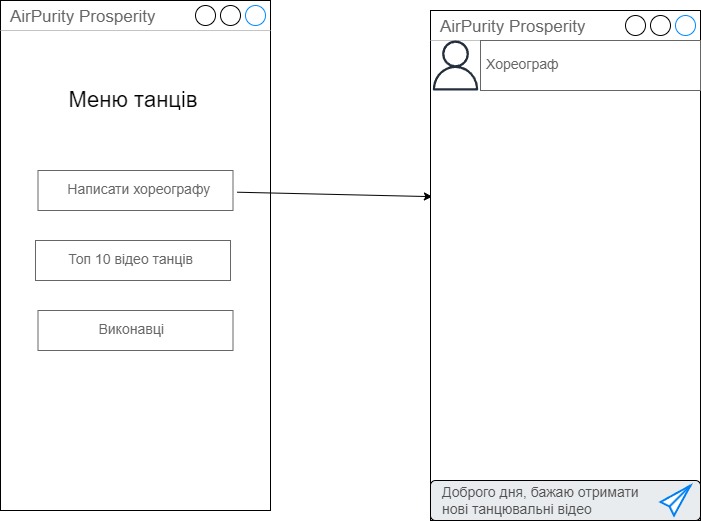 AirPurity Prosperity
Меню танців
Написати хореографу
Топ 10 відео танців
Виконавці
AirPurity Prosperity
Хореограф
Доброго дня, бажаю отримати
нові танцювальні відео